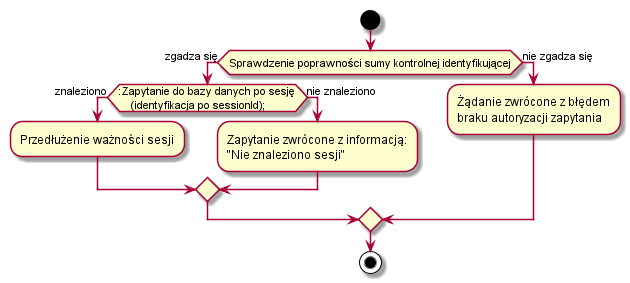 zgadza się
Sprawdzenie poprawności sumy kontrolnej identyfikującej
nie zgadza się
znaleziono
:Zapytanie do bazy danych po sesję
(identyfikacja po sessionId);
nie znaleziono
Żądanie zwrócone z błędem
braku autoryzacji zapytania
Przedłużenie ważności sesji
Zapytanie zwrócone z informacją:
"Nie znaleziono sesji"